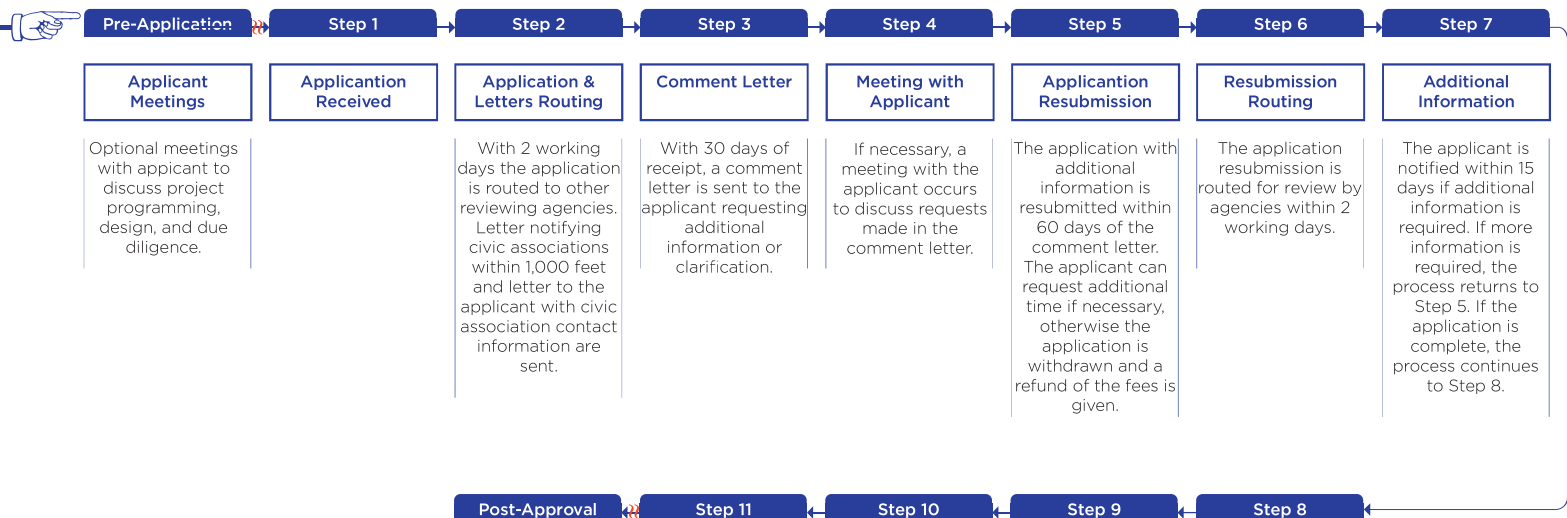 Pre-Application
Step 1
Step 2
Step 3
Step 4
Step 5
Step 6
Step 7
Applicant
Meetings
Applicantion
Received
Application &
Letters Routing
Comment Letter
Meeting with
Applicant
Applicantion
Resubmission
Resubmission
Routing
Additional
Information
Optional meetings
with appicant to
discuss project
programming,
design, and due
diligence.
With 2 working
days the application
is routed to other
reviewing agencies.
Letter notifying
civic associations
within 1,000 feet
and letter to the
applicant with civic
association contact
information are
sent.
With 30 days of
receipt, a comment
letter is sent to the
applicant requesting
additional
information or
clarification.
If necessary, a
meeting with the
applicant occurs
to discuss requests
made in the
comment letter.
The application with
additional
information is
resubmitted within
60 days of the
comment letter.
The applicant can
request additional
time if necessary,
otherwise the
application is
withdrawn and a
refund of the fees is
given.
The application
resubmission is
routed for review by
agencies within 2
working days.
The applicant is
notified within 15
days if additional
information is
required. If more
information is
required, the
process returns to
Step 5. If the
application is
complete, the
process continues
to Step 8.
Post-Approval
Step 11
Step 10
Step 9
Step 8